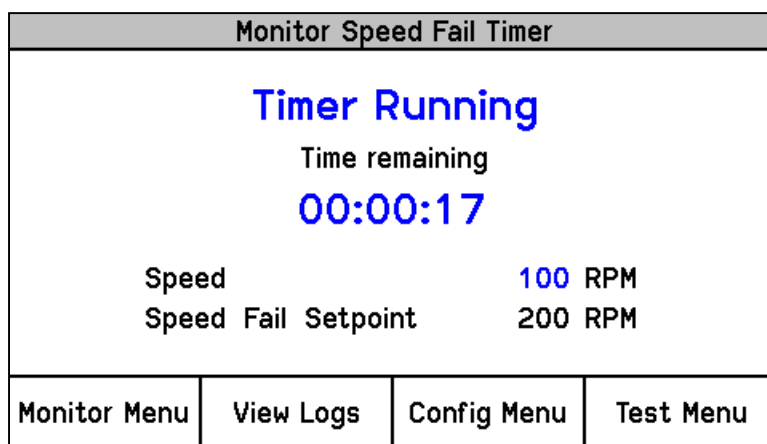 Monitor Speed Fail Timer
Timer Running
Time remaining
00:00:17
Speed 100 RPM
Speed Fail Setpoint 200 RPM
Monitor Menu View Logs Config Menu Test Menu